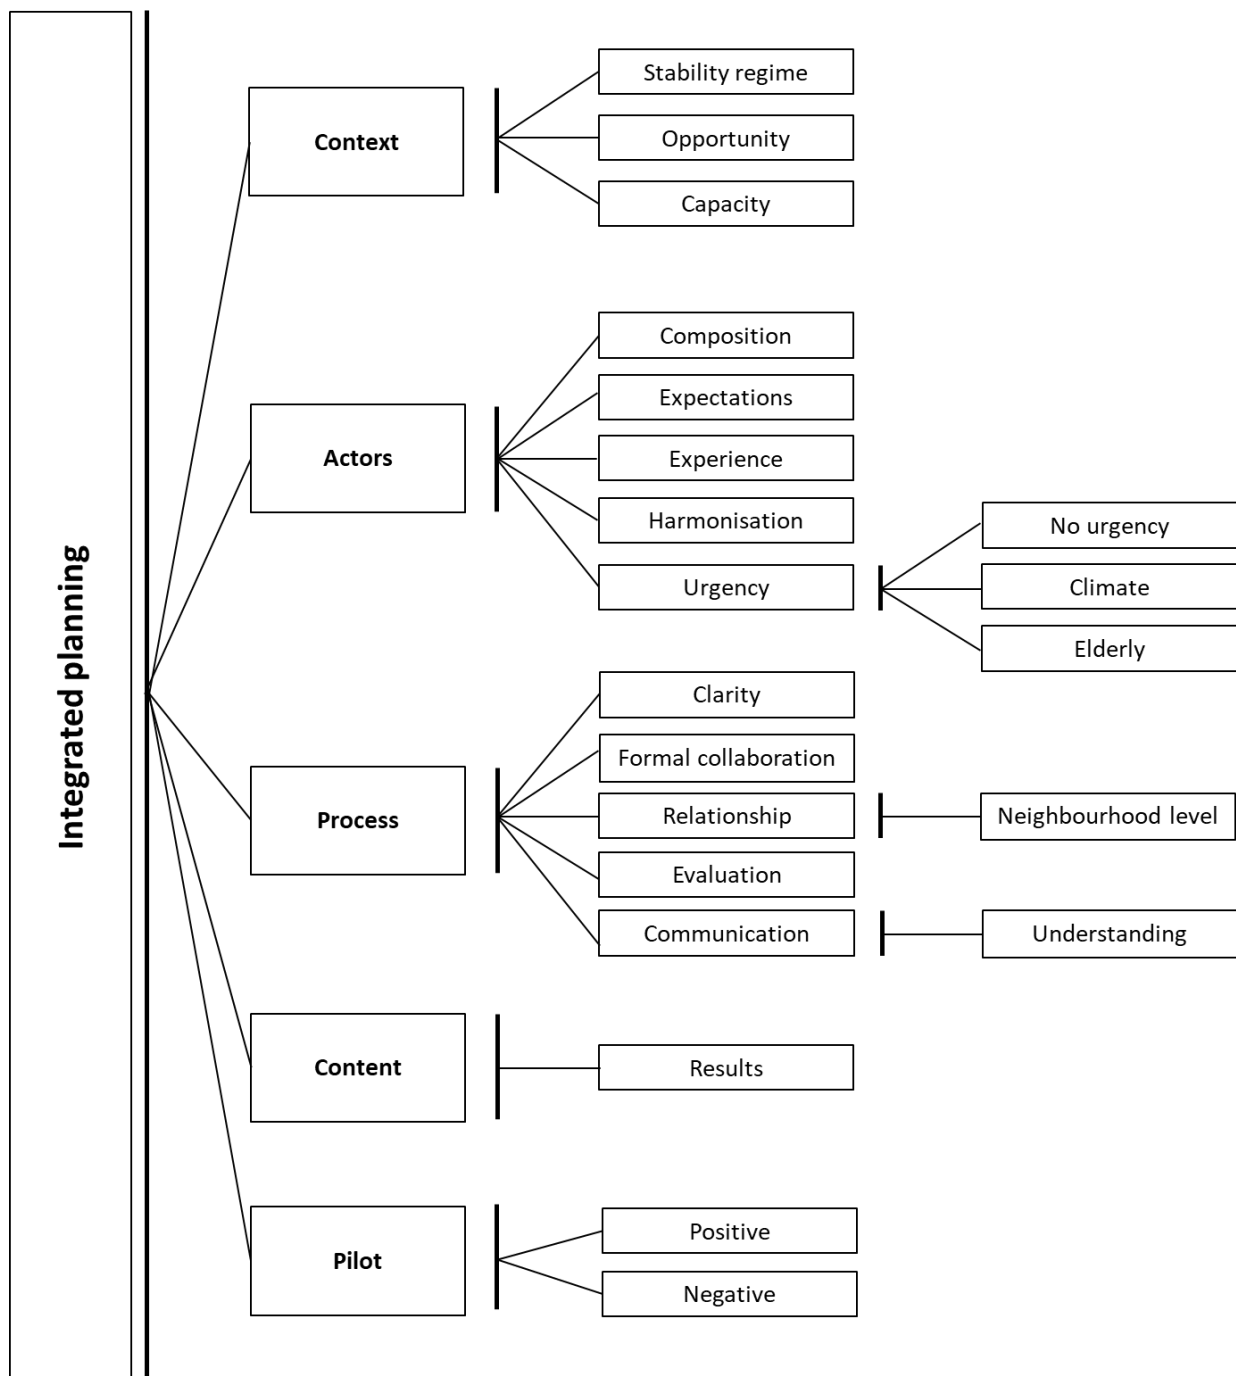 Integrated planning
Context
Stability regime
Opportunity
Capacity
Actors
Composition
Expectations
Experience
Harmonisation
Urgency
No urgency
Climate
Elderly
Process
Clarity
Formal collaboration
Relationship
Neighbourhood level
Evaluation
Communication
Understanding
Content
Results
Pilot
Positive
Negative